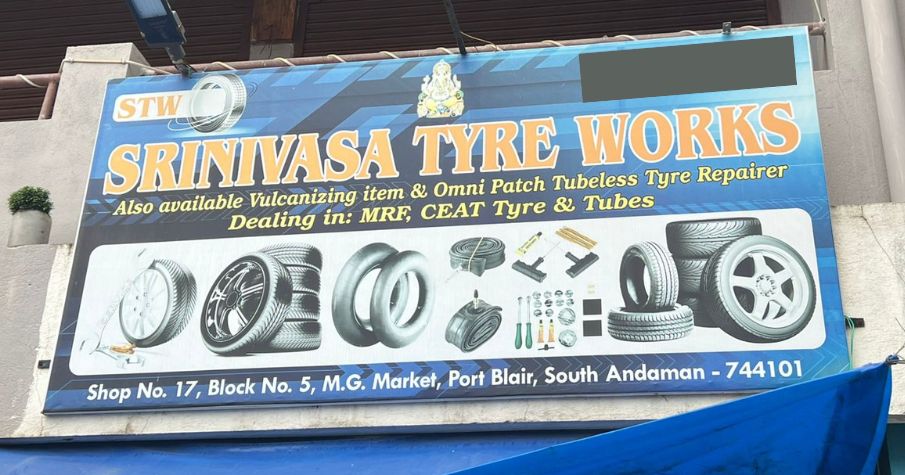 STW
SRINIVASA TYRE WORKS
Also available Vulcanizing item & Omni Patch Tubeless Tyre Repairer
Dealing in: MRF, CEAT Tyre & Tubes
Shop No. 17, Block No. 5, M.G. Market, Port Blair, South Andaman - 744101